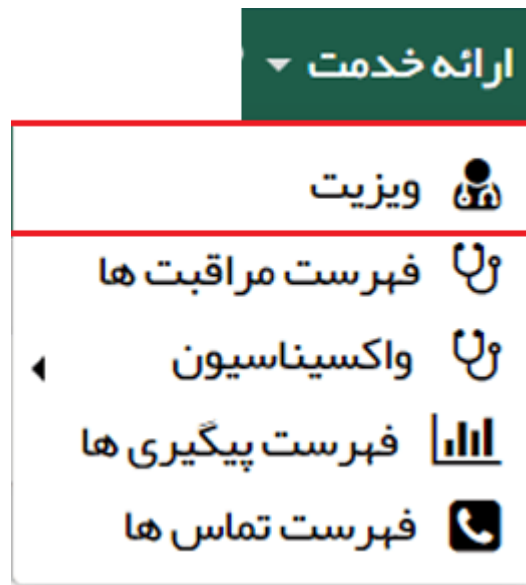 ارائه خدمت
ویزیت
فهرست مراقبت ها
واکسیناسیون
فهرست پیگیری ها
فهرست تماس ها